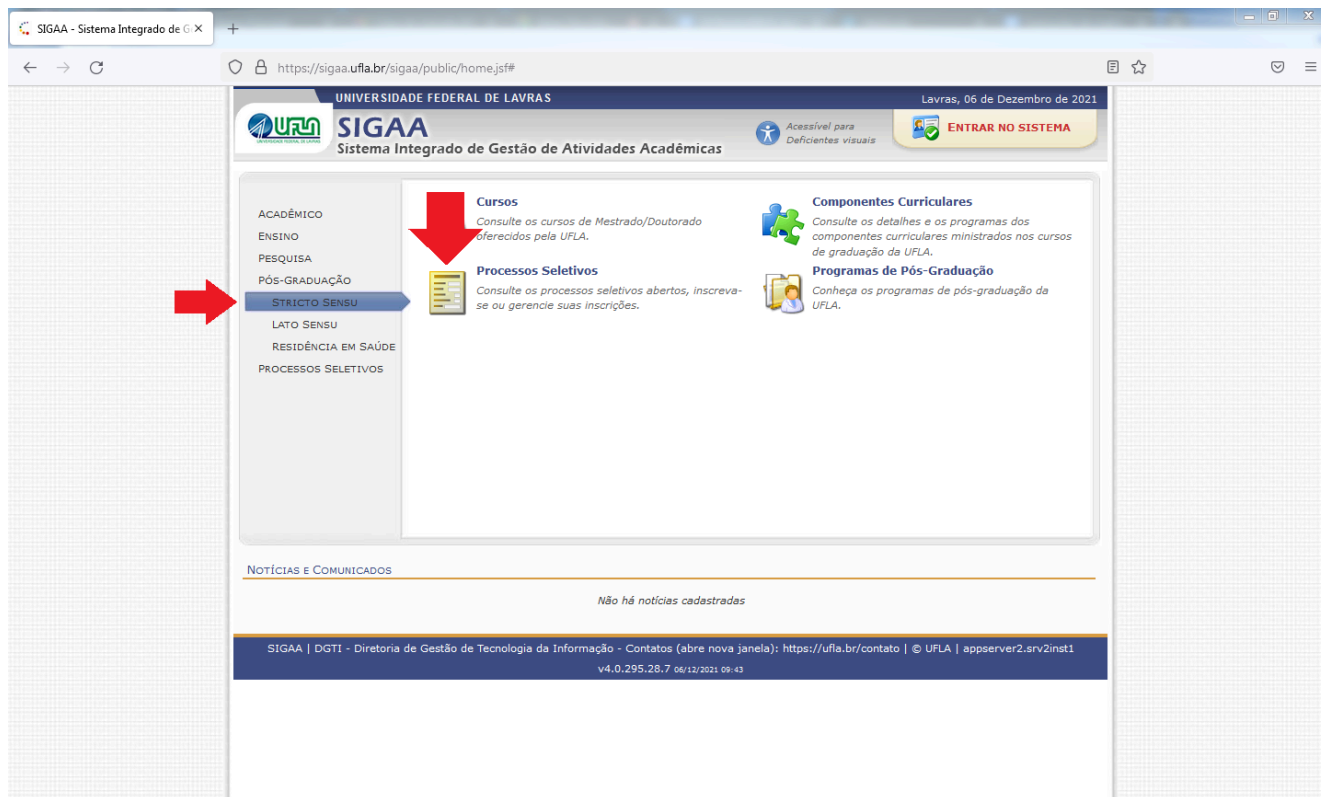 SIGAA - Sistema Integrado de G
https://sigaa.ufla.br/sigaa/public/home.jsf#
UNIVERSIDADE FEDERAL DE LAVRAS
Lavras, 06 de Dezembro de 2021
UFLA
SIGAA
Sistema Integrado de Gestão de Atividades Acadêmicas
Acessível para
Deficientes visuais
ENTRAR NO SISTEMA
ACADÊMICO
ENSINO
PESQUISA
PÓS-GRADUAÇÃO
STRICTO SENSU
LATO SENSU
RESIDÊNCIA EM SAÚDE
PROCESSOS SELETIVOS
Cursos
Consulte os cursos de Mestrado/Doutorado
oferecidos pela UFLA.
Processos Seletivos
Consulte os processos seletivos abertos, inscreva-
se ou gerencie suas inscrições.
Componentes Curriculares
Consulte os detalhes e os programas dos
componentes curriculares ministrados nos cursos
de graduação da UFLA.
Programas de Pós-Graduação
Conheça os programas de pós-graduação da
UFLA.
NOTÍCIAS E COMUNICADOS
Não há notícias cadastradas
SIGAA | DGTI - Diretoria de Gestão de Tecnologia da Informação - Contatos (abre nova janela): https://ufla.br/contato | © UFLA | appserver2.srv2inst1
v4.0.295.28.7 06/12/2021 09:43